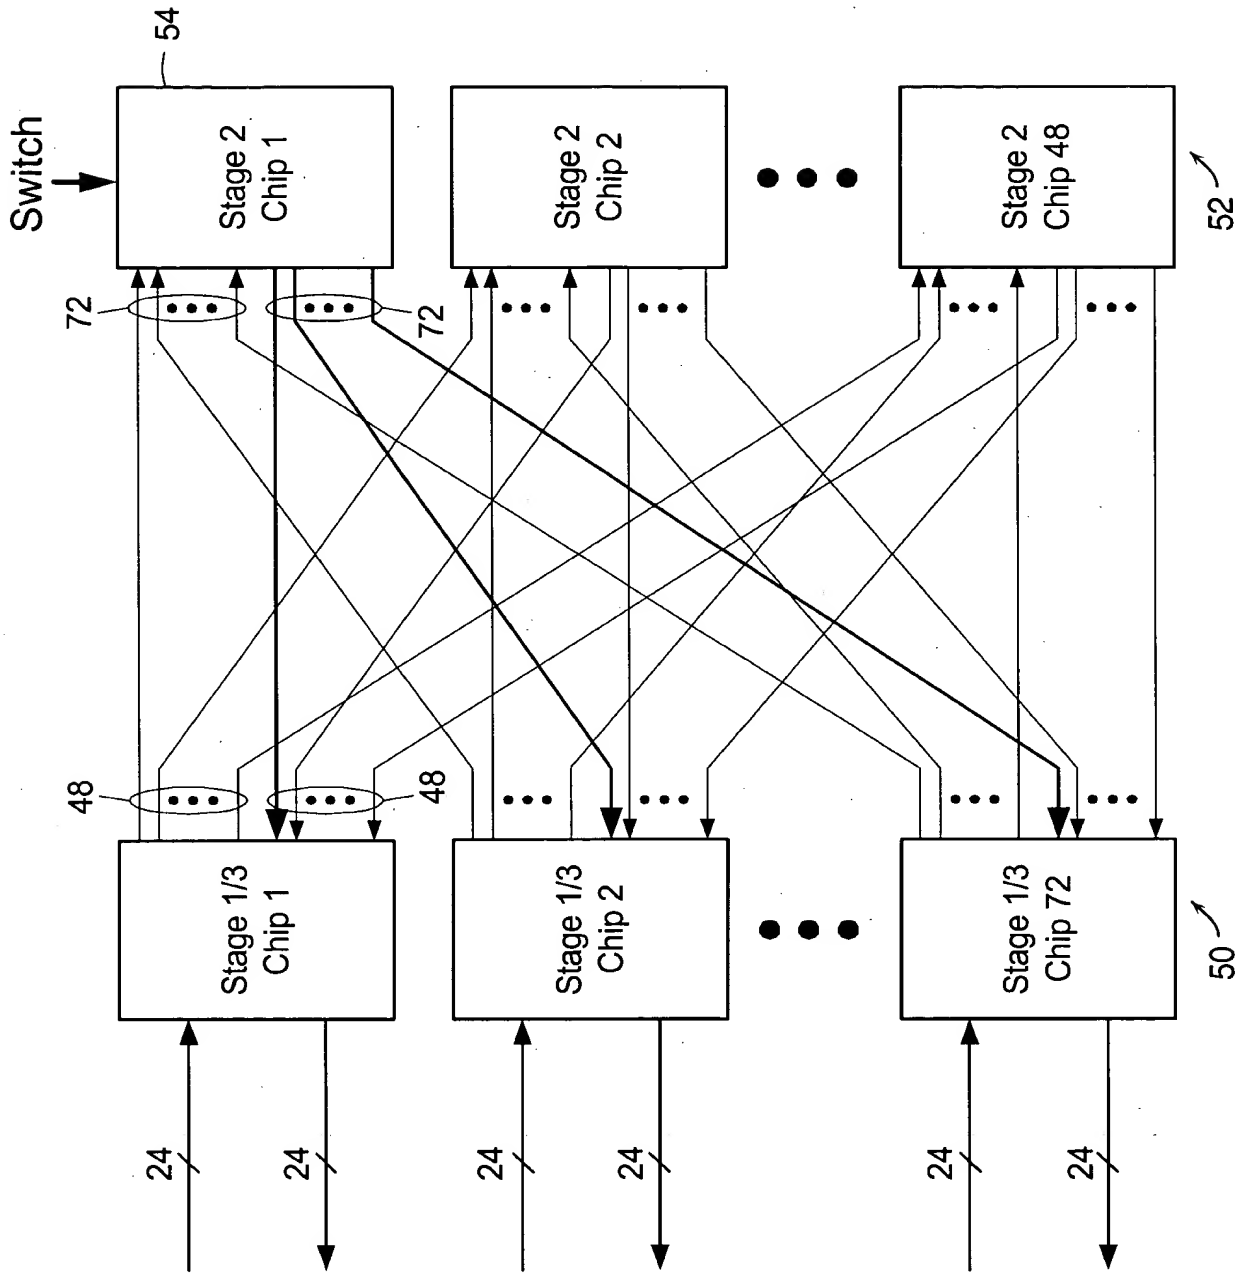 Switch
54
Stage 2
Chip 1
Stage 2
Chip 2
Stage 2
Chip 48
52
72
72
48
48
Stage 1/3
Chip 1
Stage 1/3
Chip 2
Stage 1/3
Chip 72
50
24
24
24
24
24
24